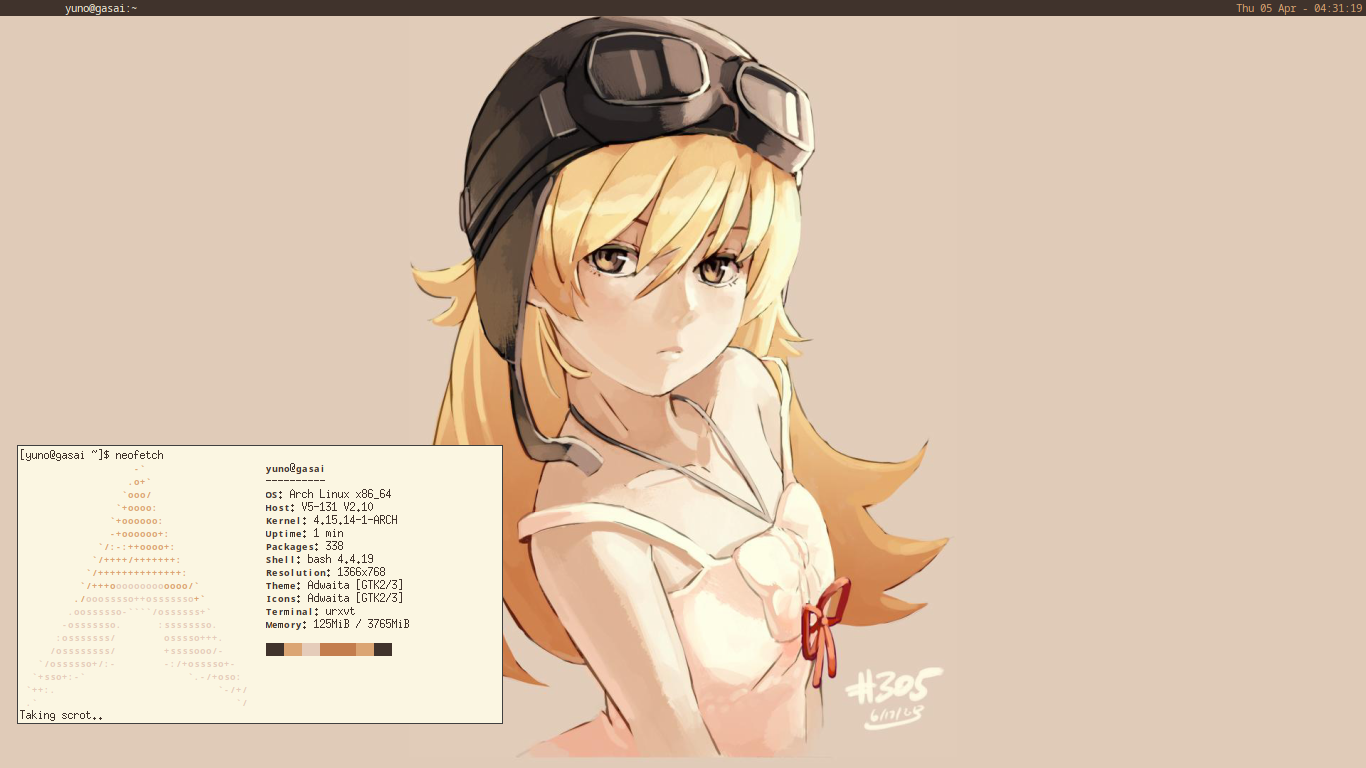 yuno@gasai:~
Thu 05 Apr - 04:31:19
[yuno@gasai ~]$ neofetch
yuno@gasai
----------
OS: Arch Linux x86_64
Host: V5-131 V2.10
Kernel: 4.15.14-1-ARCH
Uptime: 1 min
Packages: 338
Shell: bash 4.4.19
Resolution: 1366x768
Theme: Adwaita [GTK2/3]
Icons: Adwaita [GTK2/3]
Terminal: urxvt
Memory: 125MiB / 3765MiB
Taking scrot..
#305